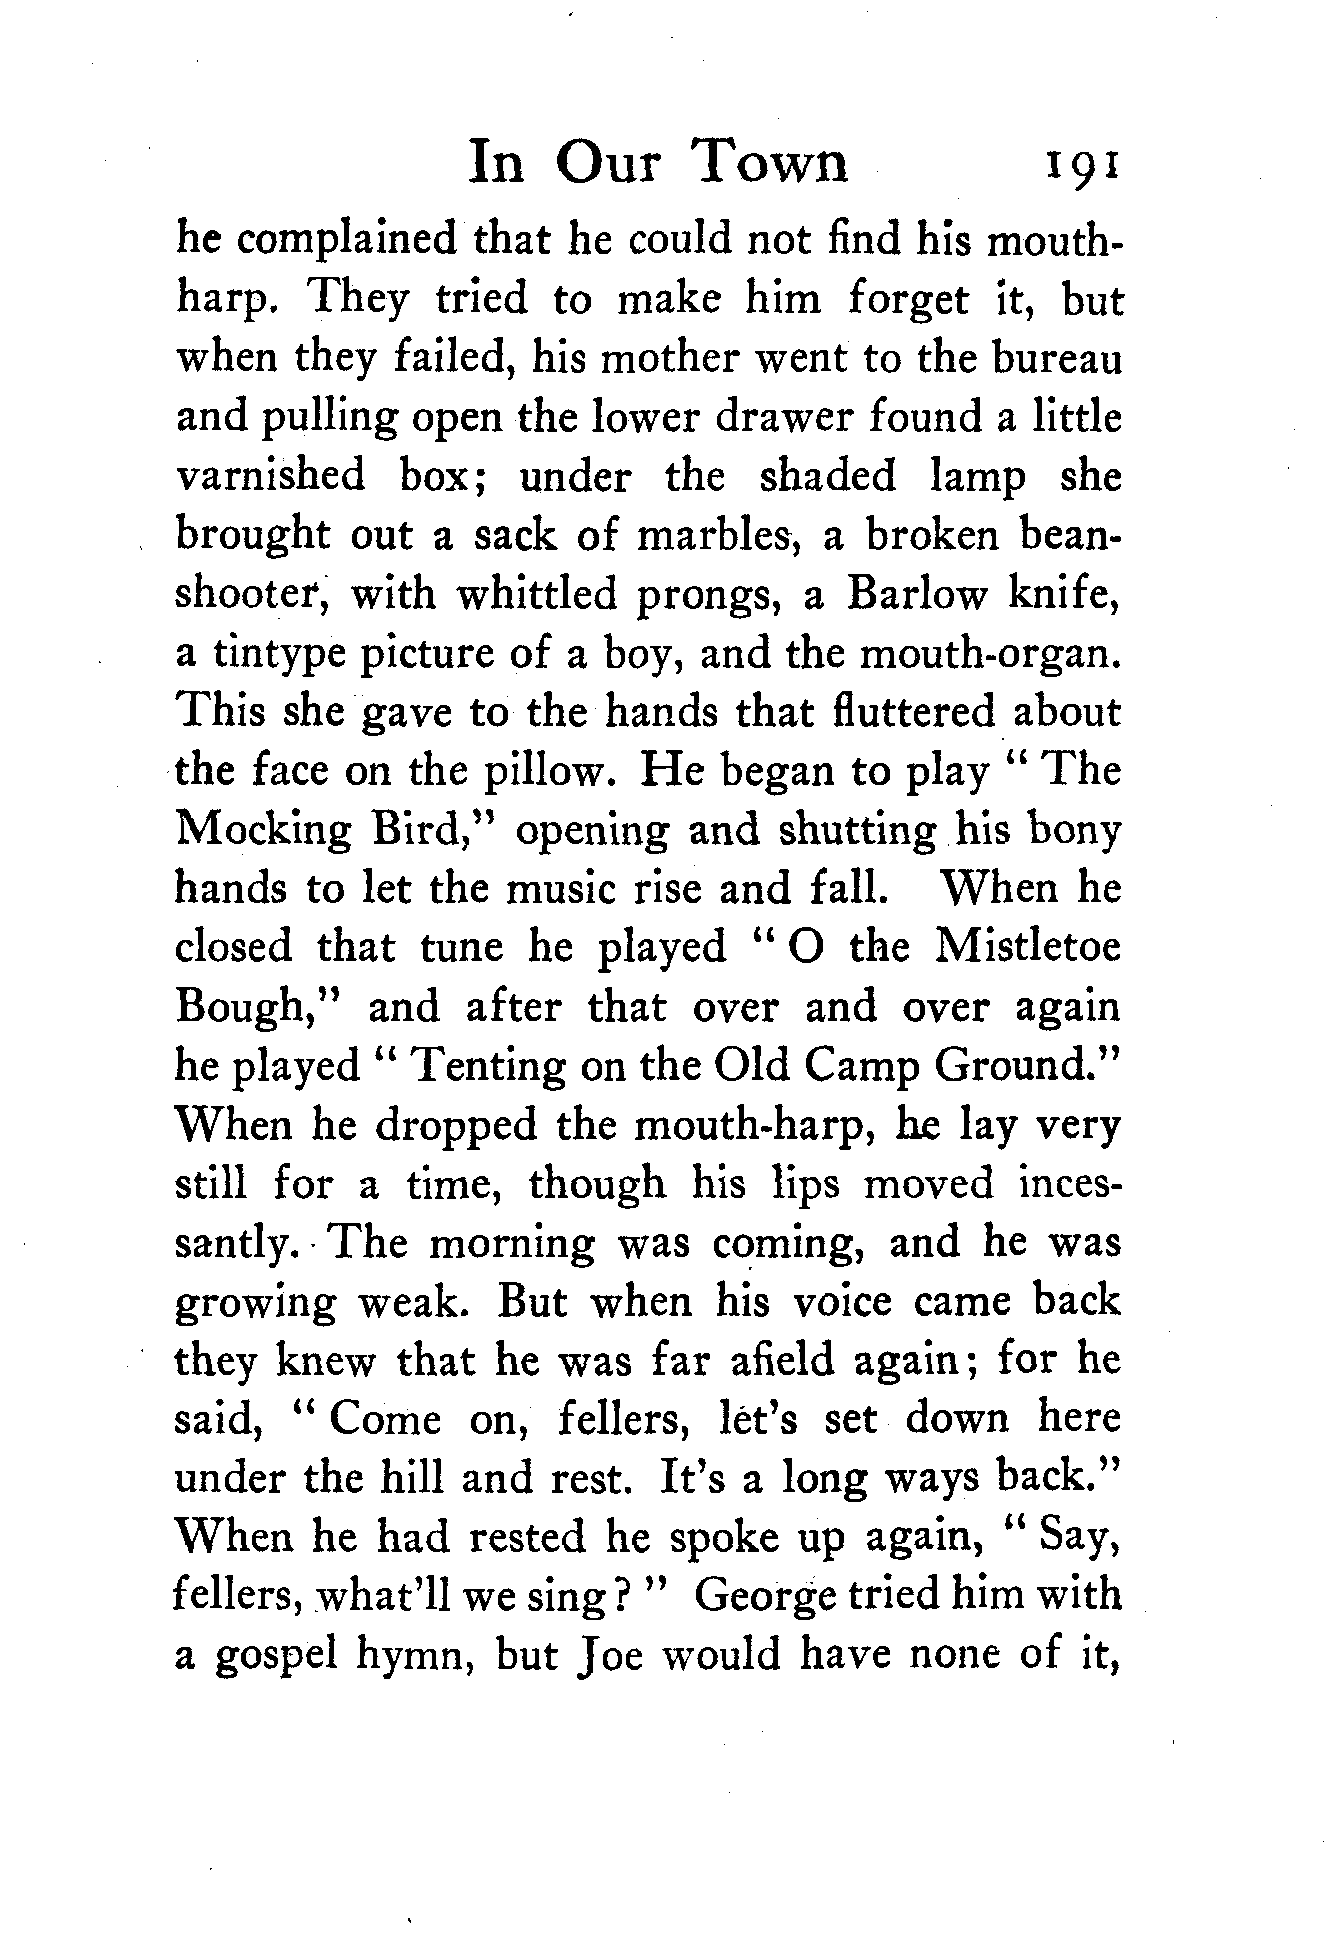 In Our Town 191
he complained that he could not find his mouth-
harp. They tried to make him forget it, but
when they failed, his mother went to the bureau
and pulling open the lower drawer found a little
varnished box; under the shaded lamp she
brought out a sack of marbles, a broken bean-
shooter, with whittled prongs, a Barlow knife,
a tintype picture of a boy, and the mouth-organ.
This she gave to the hands that fluttered about
the face on the pillow. He began to play “ The
Mocking Bird,” opening and shutting his bony
hands to let the music rise and fall. When he
closed that tune he played “ O the Mistletoe
Bough,” and after that over and over again
he played “ Tenting on the Old Camp Ground.”
When he dropped the mouth-harp, he lay very
still for a time, though his lips moved inces-
santly. The morning was coming, and he was
growing weak. But when his voice came back
they knew that he was far afield again; for he
said, “ Come on, fellers, let's set down here
under the hill and rest. It's a long ways back.”
When he had rested he spoke up again, “ Say,
fellers, what'll we sing? ” George tried him with
a gospel hymn, but Joe would have none of it,